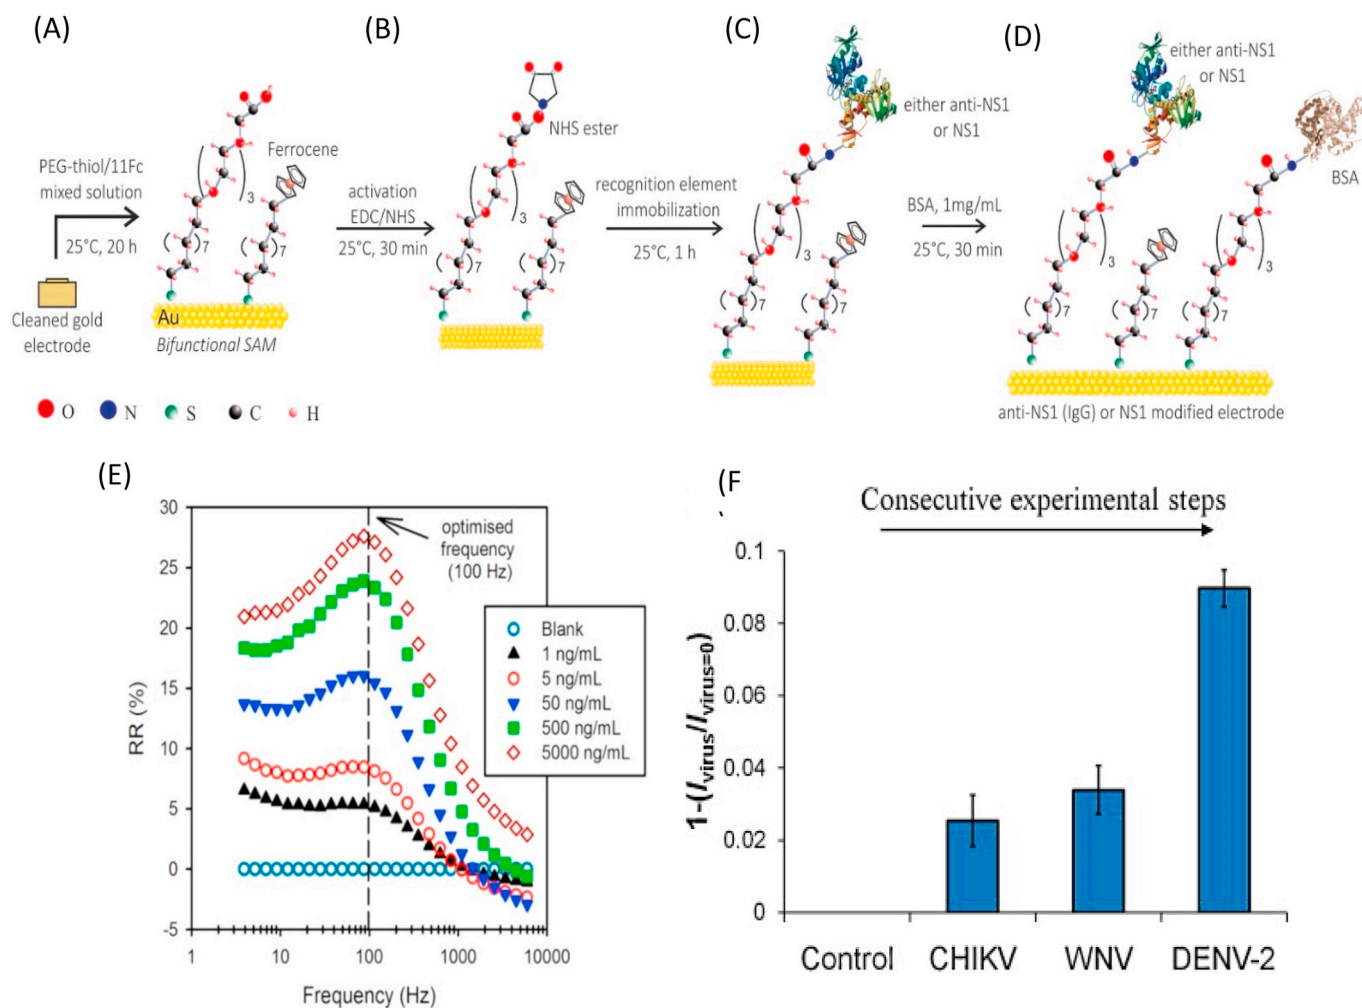 (A)
(B)
(C)
(D)
PEG-thiol/11Fc
mixed solution
25°C, 20 h
Cleaned gold
electrode
3
7
7
Ferrocene
Au
Bifunctional SAM
activation
EDC/NHS
25°C, 30 min
NHS ester
3
7
7
recognition element
immobilization
25°C, 1 h
either anti-NS1
or NS1
3
7
7
BSA, 1mg/mL
25°C, 30 min
either anti-NS1
or NS1
BSA
3
3
7
7
7
anti-NS1 (IgG) or NS1 modified electrode
O N S C H
(E)
30
25
20
15
10
5
0
-5
RR (%)
optimised
frequency
(100 Hz)
Blank
1 ng/mL
5 ng/mL
50 ng/mL
500 ng/mL
5000 ng/mL
1 10 100 1000 10000
Frequency (Hz)
(F
Consecutive experimental steps
0.1
0.08
0.06
0.04
0.02
0
1-(Ivirus/Ivirus=0)
Control CHIKV WNV DENV-2